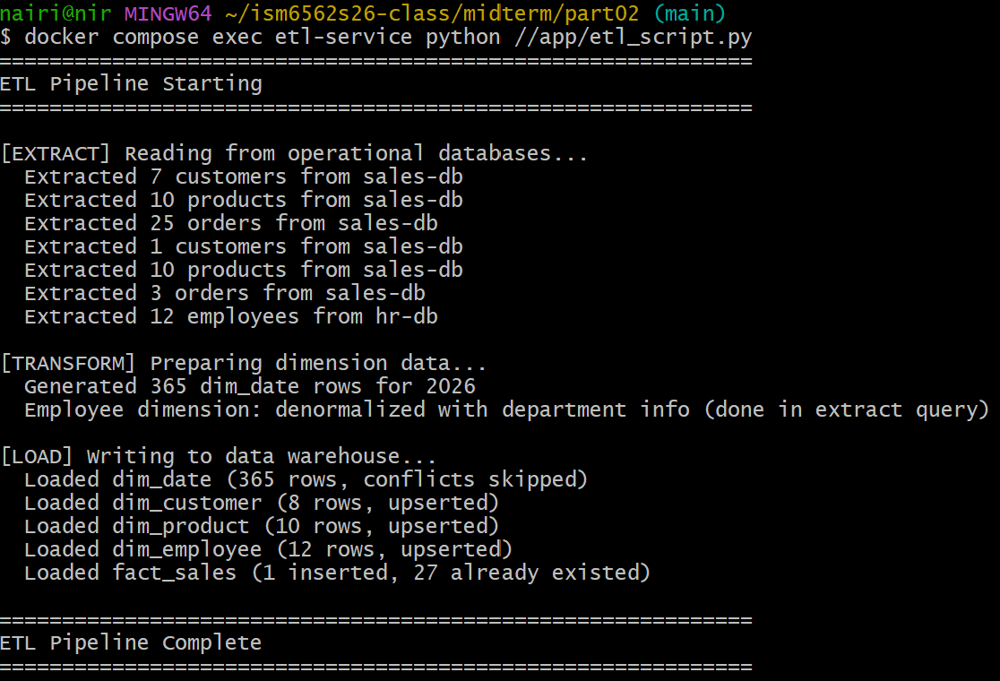 nairi@nir MINGW64 ~/ism6562s26-class/midterm/part02 (main)
$ docker compose exec etl-service python //app/etl_script.py
============================================================
ETL Pipeline Starting
============================================================
[EXTRACT] Reading from operational databases...
Extracted 7 customers from sales-db
Extracted 10 products from sales-db
Extracted 25 orders from sales-db
Extracted 1 customers from sales-db
Extracted 10 products from sales-db
Extracted 3 orders from sales-db
Extracted 12 employees from hr-db
[TRANSFORM] Preparing dimension data...
Generated 365 dim_date rows for 2026
Employee dimension: denormalized with department info (done in extract query)
[LOAD] Writing to data warehouse...
Loaded dim_date (365 rows, conflicts skipped)
Loaded dim_customer (8 rows, upserted)
Loaded dim_product (10 rows, upserted)
Loaded dim_employee (12 rows, upserted)
Loaded fact_sales (1 inserted, 27 already existed)
============================================================
ETL Pipeline Complete
============================================================